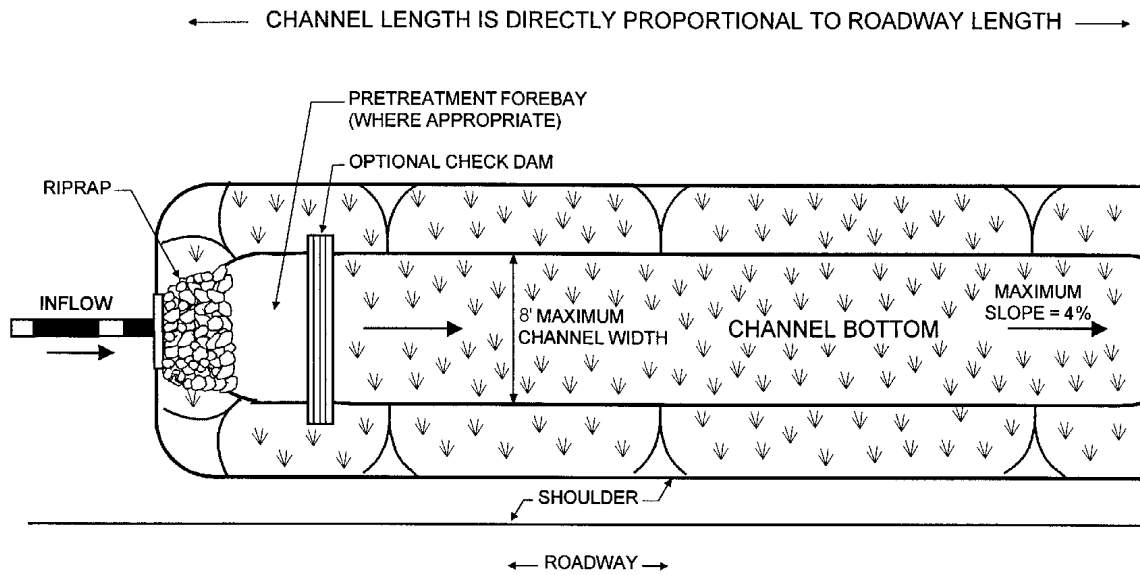 CHANNEL LENGTH IS DIRECTLY PROPORTIONAL TO ROADWAY LENGTH
PRETREATMENT FOREBAY
(WHERE APPROPRIATE)
OPTIONAL CHECK DAM
RIPRAP
INFLOW
8' MAXIMUM
CHANNEL WIDTH
CHANNEL BOTTOM
MAXIMUM
SLOPE = 4%
SHOULDER
ROADWAY